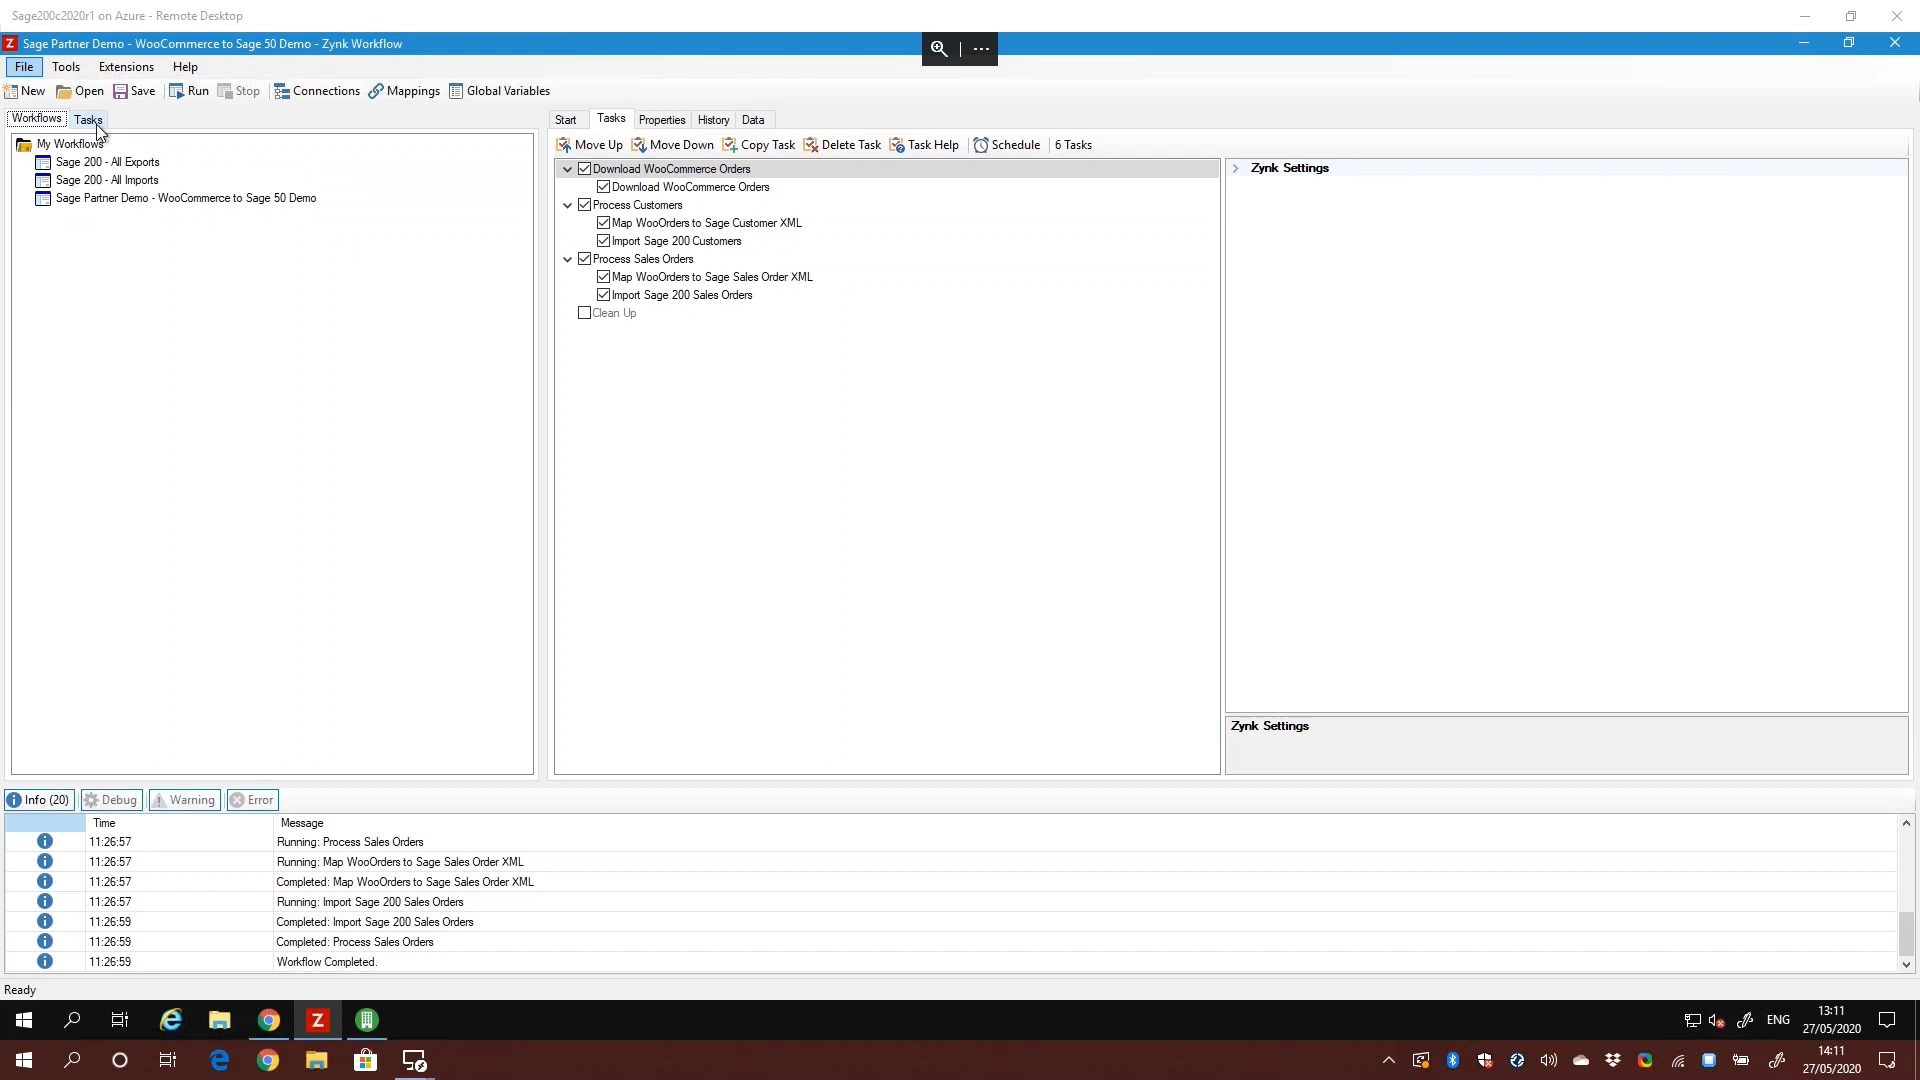 Sage200c2020r1 on Azure - Remote Desktop
Sage Partner Demo - WooCommerce to Sage 50 Demo - Zynk Workflow
File Tools Extensions Help
New Open Save Run Stop Connections Mappings Global Variables
Workflows Tasks
My Workflows
Sage 200 - All Exports
Sage 200 - All Imports
Sage Partner Demo - WooCommerce to Sage 50 Demo
Start Tasks Properties History Data
Move Up Move Down Copy Task Delete Task Task Help Schedule 6 Tasks
Download WooCommerce Orders
Download WooCommerce Orders
Process Customers
Map WooOrders to Sage Customer XML
Import Sage 200 Customers
Process Sales Orders
Map WooOrders to Sage Sales Order XML
Import Sage 200 Sales Orders
Clean Up
Zynk Settings
Zynk Settings
Info (20) Debug Warning Error
Time Message
11:26:57 Running: Process Sales Orders
11:26:57 Running: Map WooOrders to Sage Sales Order XML
11:26:57 Completed: Map WooOrders to Sage Sales Order XML
11:26:57 Running: Import Sage 200 Sales Orders
11:26:59 Completed: Import Sage 200 Sales Orders
11:26:59 Completed: Process Sales Orders
11:26:59 Workflow Completed.
Ready
ENG 13:11
27/05/2020
14:11
27/05/2020